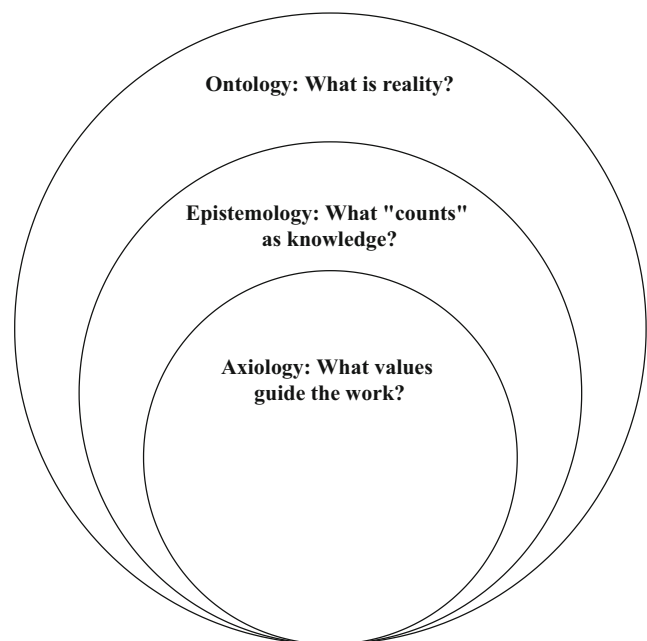 Ontology: What is reality?
Epistemology: What "counts"
as knowledge?
Axiology: What values
guide the work?